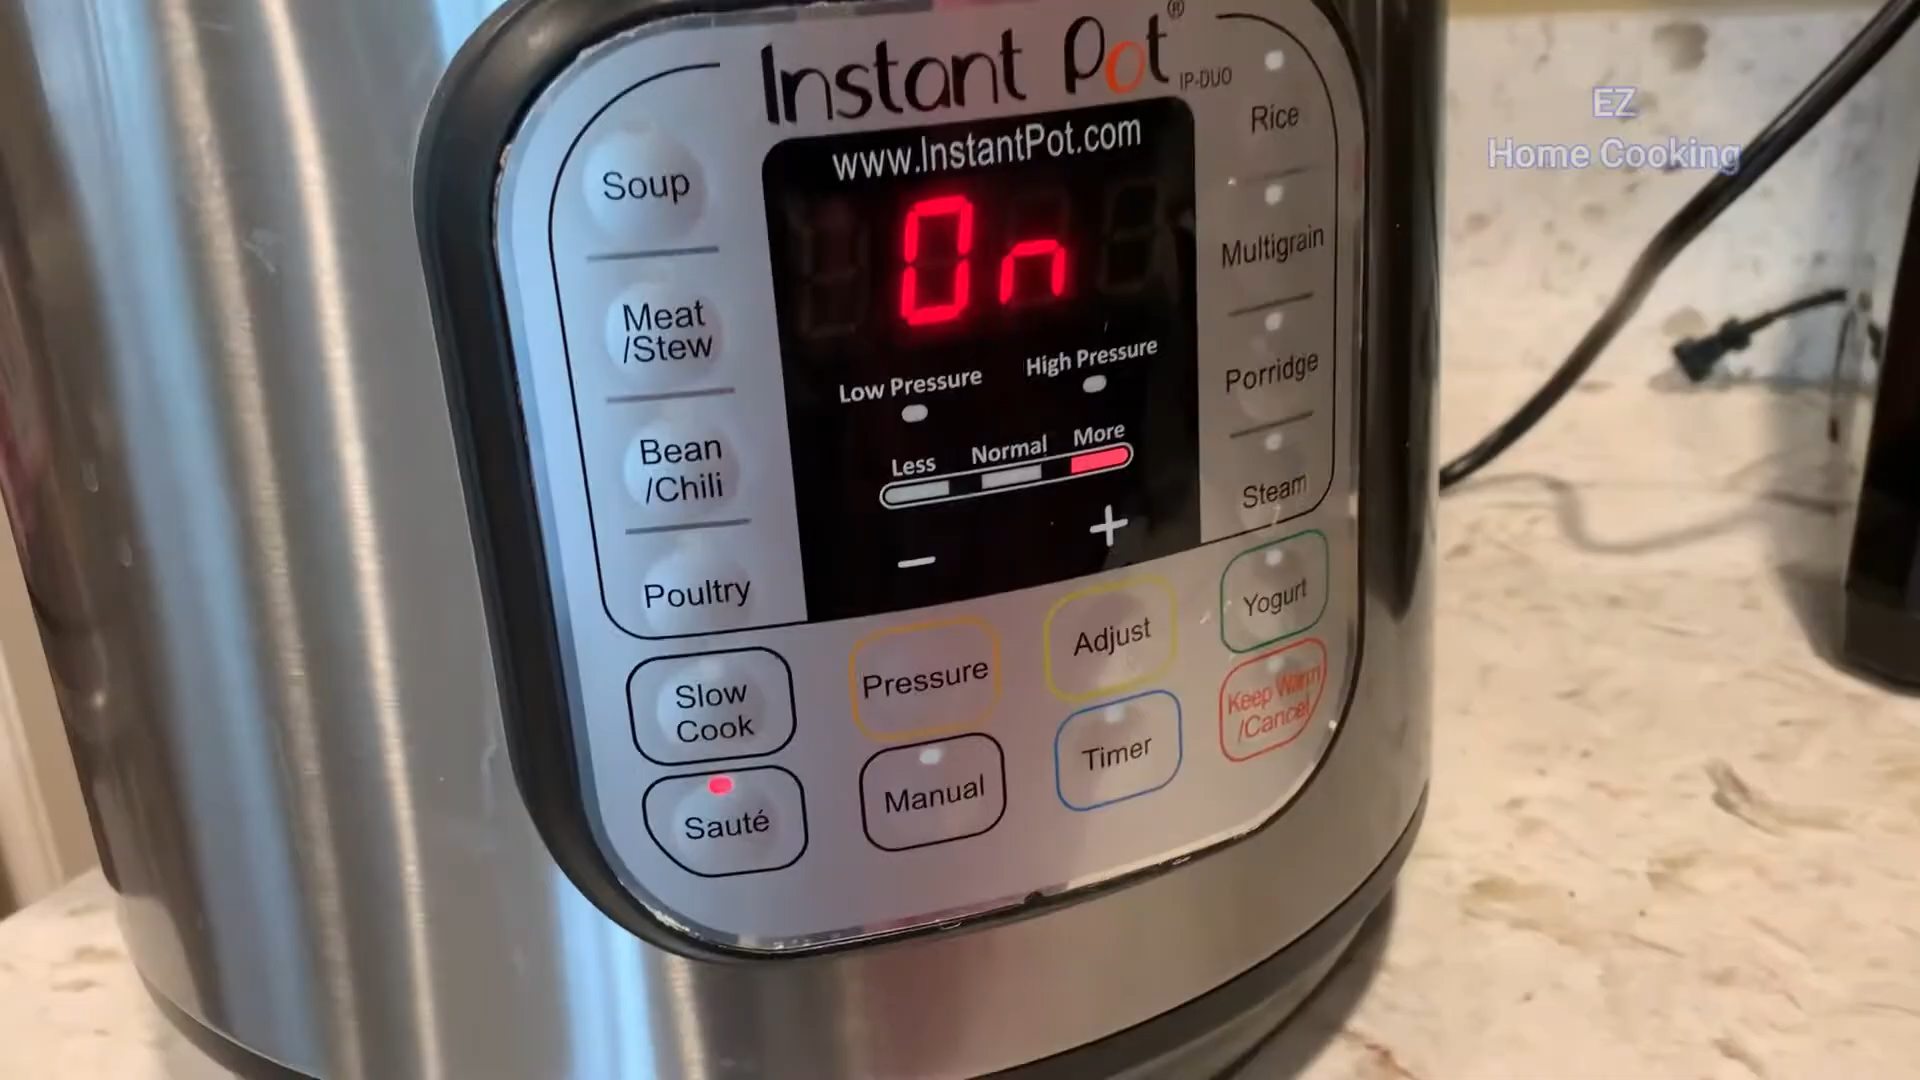 Instant Pot®
IP-DUO
www.InstantPot.com
On
Low Pressure
High Pressure
Less
Normal
More
−
+
Soup
Meat
/Stew
Bean
/Chili
Poultry
Rice
Multigrain
Porridge
Steam
Slow
Cook
Pressure
Adjust
Yogurt
Sauté
Manual
Timer
Keep Warm
/Cancel
EZ
Home Cooking